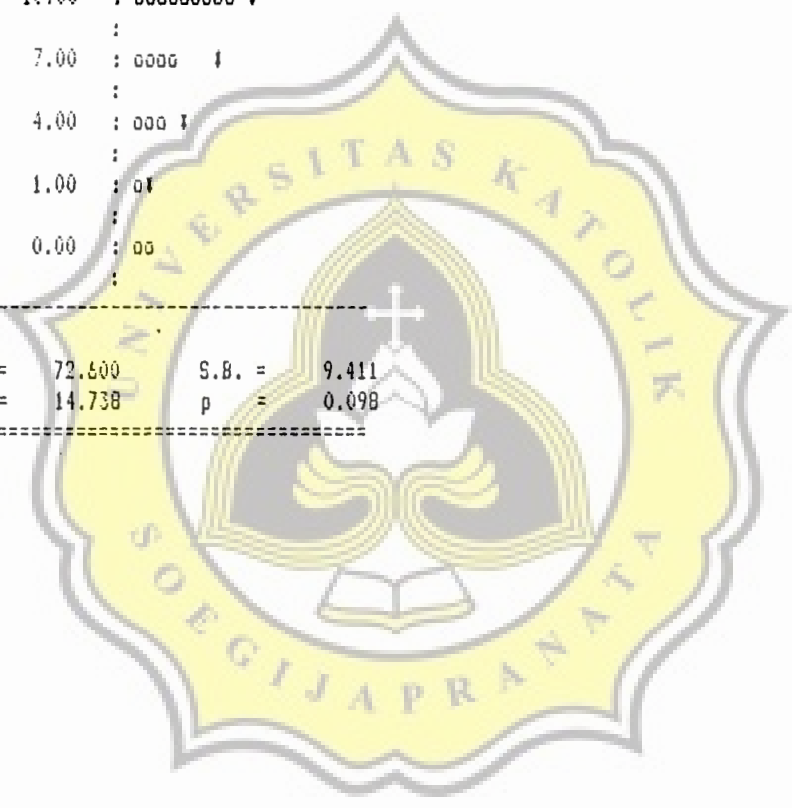 7.00 : oooo
4.00 : ooo
1.00 : o
0.00 : oo
= 72.600 S.B. = 9.411
= 14.738 p = 0.098
UNIVERSITAS KATOLIK
SOEGIJAPRANATA